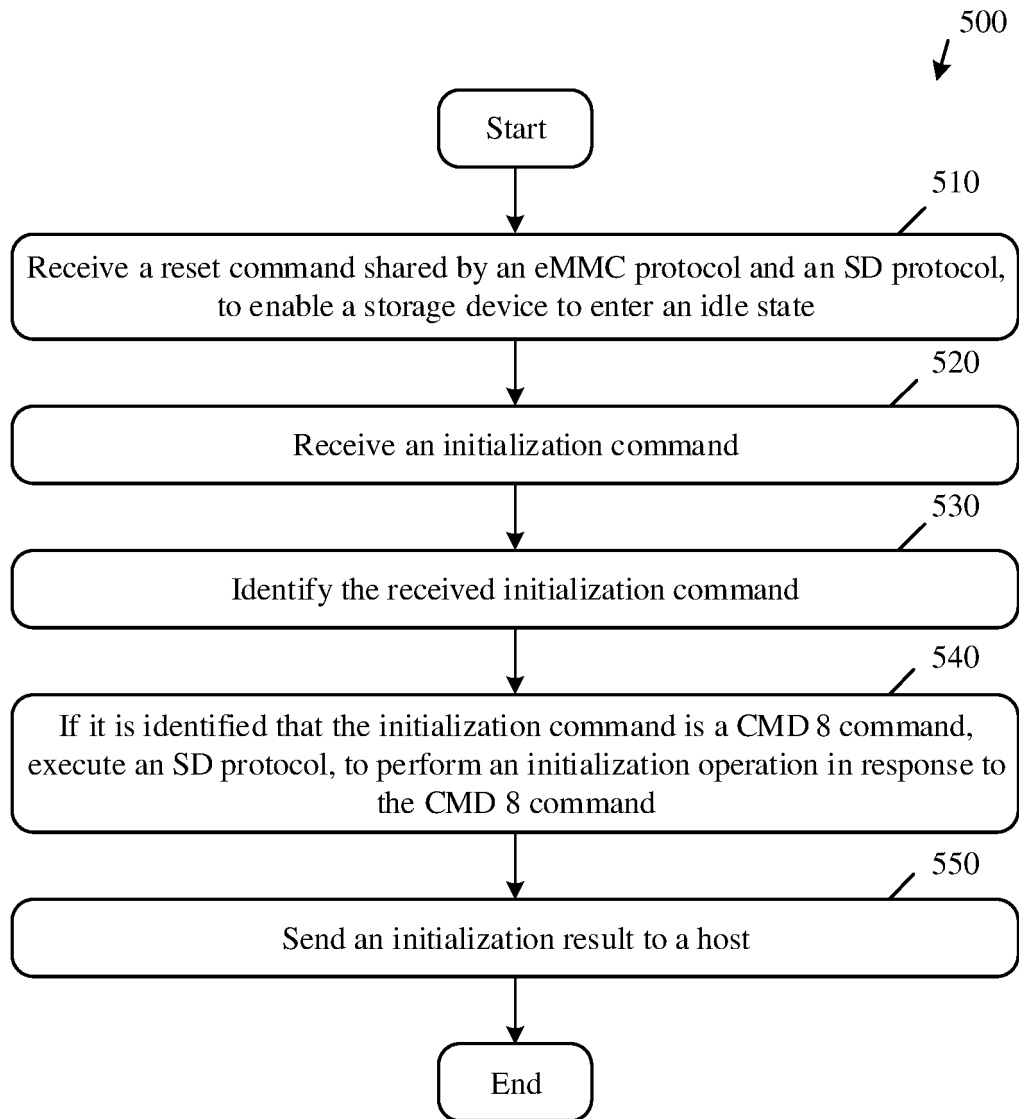 500
Start
510
Receive a reset command shared by an eMMC protocol and an SD protocol,
to enable a storage device to enter an idle state
520
Receive an initialization command
530
Identify the received initialization command
540
If it is identified that the initialization command is a CMD 8 command,
execute an SD protocol, to perform an initialization operation in response to
the CMD 8 command
550
Send an initialization result to a host
End